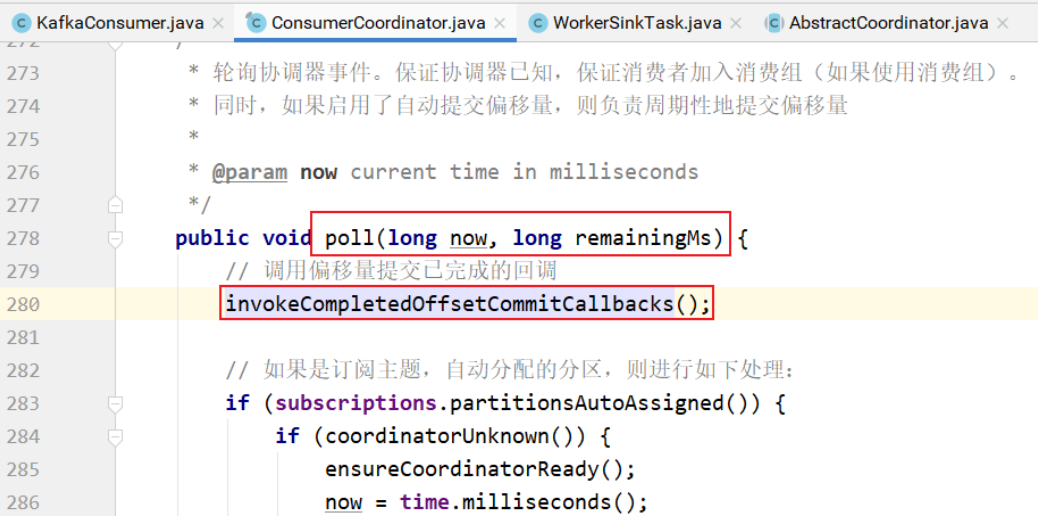 KafkaConsumer.java × ConsumerCoordinator.java × WorkerSinkTask.java × AbstractCoordinator.java ×
272
273 * 轮询协调器事件。保证协调器已知，保证消费者加入消费组（如果使用消费组）。
274 * 同时，如果启用了自动提交偏移量，则负责周期性地提交偏移量
275 *
276 * @param now current time in milliseconds
277 */
278 public void poll(long now, long remainingMs) {
279 // 调用偏移量提交已完成的回调
280 invokeCompletedOffsetCommitCallbacks();
281
282 // 如果是订阅主题，自动分配的分区，则进行如下处理：
283 if (subscriptions.partitionsAutoAssigned()) {
284 if (coordinatorUnknown()) {
285 ensureCoordinatorReady();
286 now = time.milliseconds();